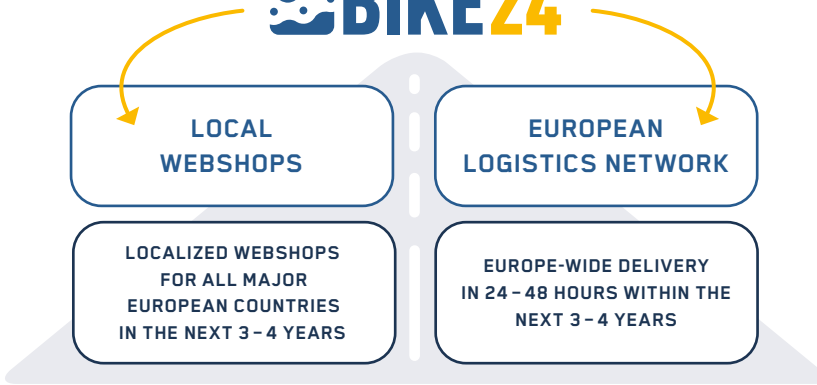 BIKE24
LOCAL
WEBSHOPS
EUROPEAN
LOGISTICS NETWORK
LOCALIZED WEBSHOPS
FOR ALL MAJOR
EUROPEAN COUNTRIES
IN THE NEXT 3–4 YEARS
EUROPE-WIDE DELIVERY
IN 24–48 HOURS WITHIN THE
NEXT 3–4 YEARS